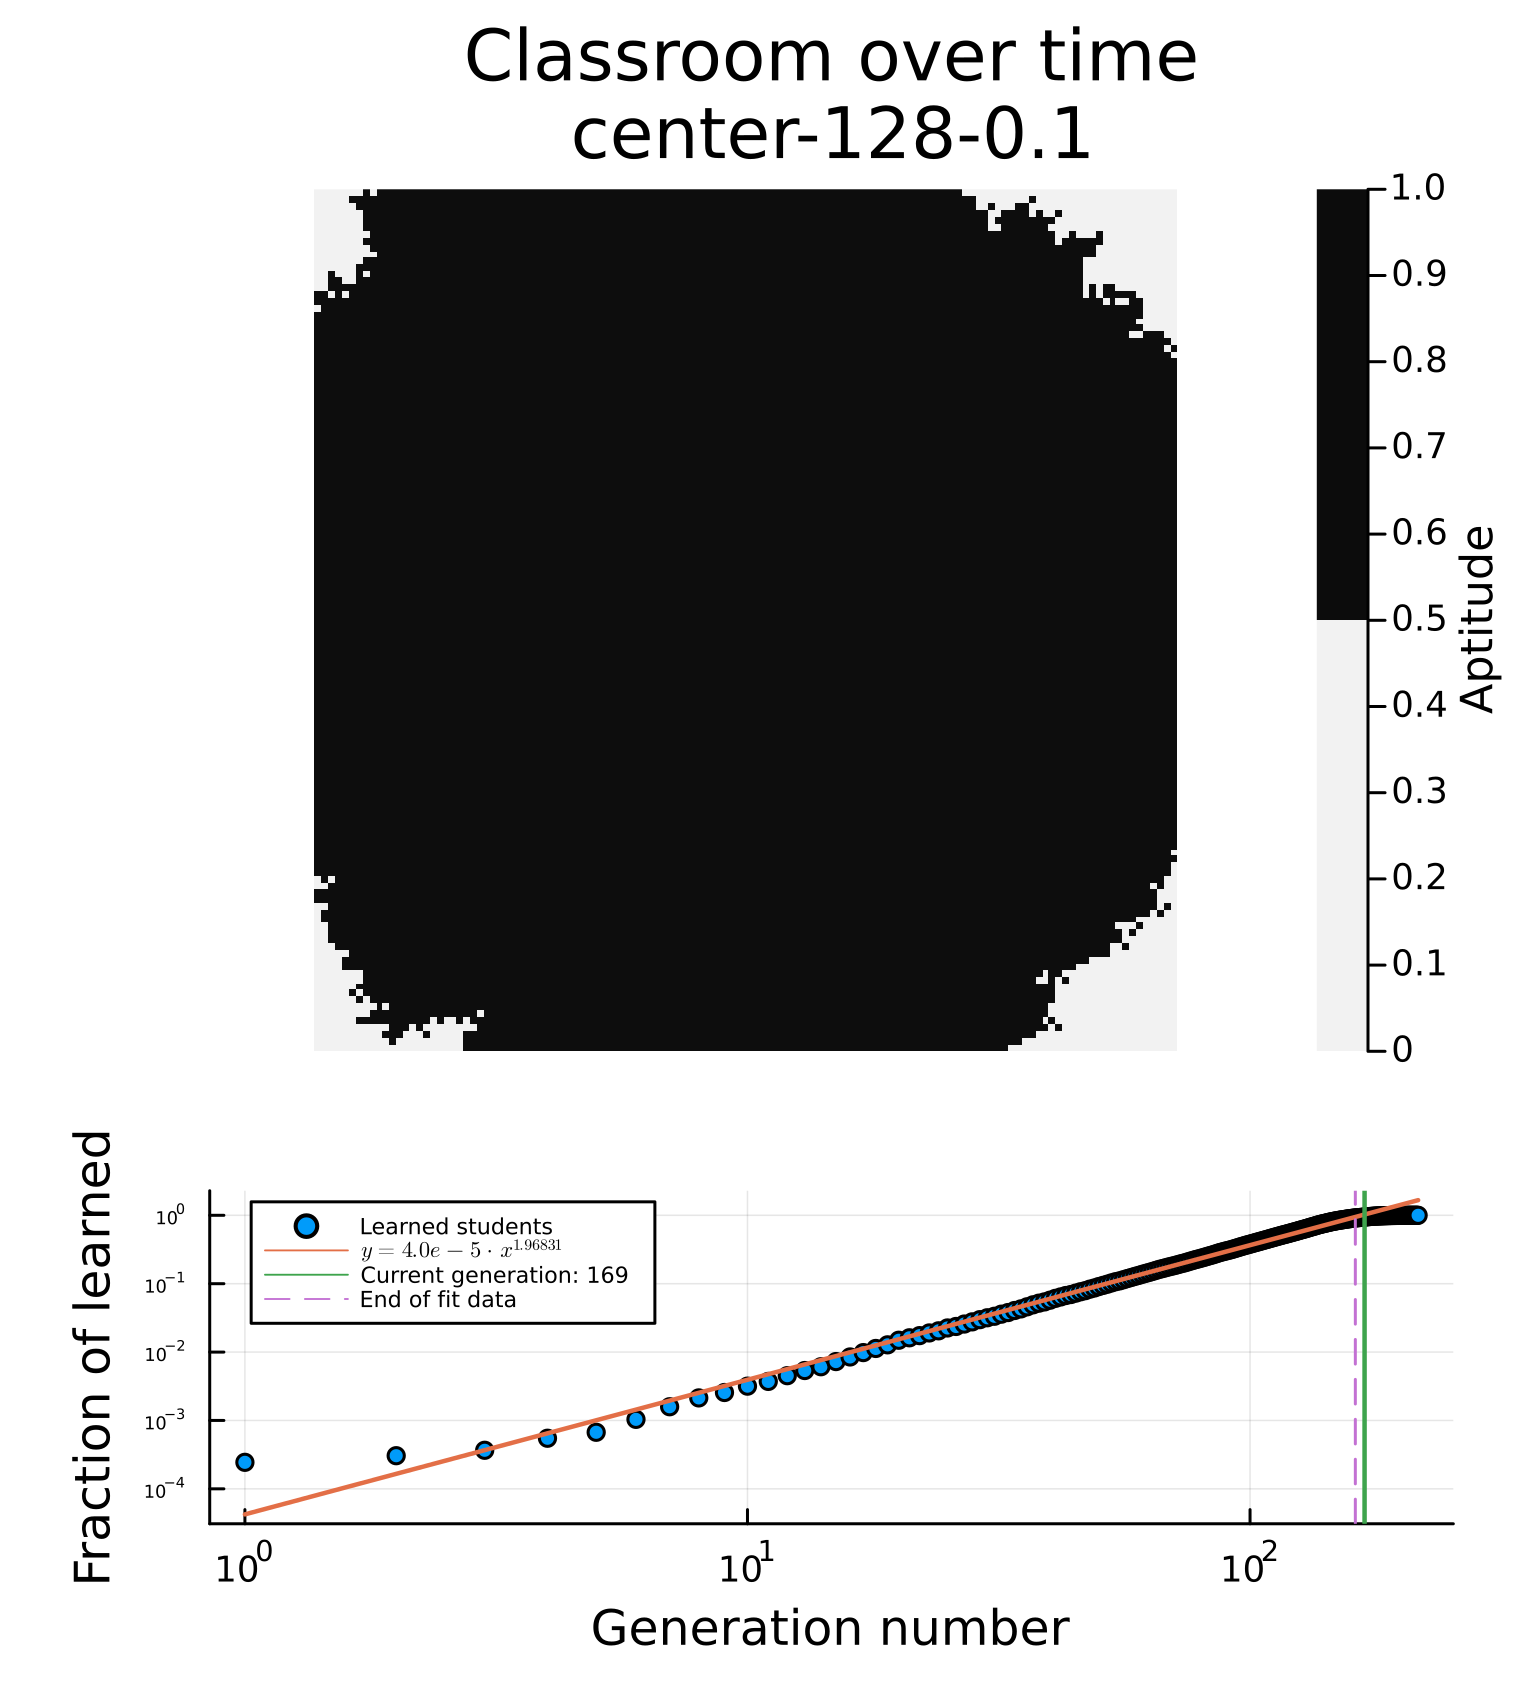 Classroom over time
center-128-0.1
1.0
0.9
0.8
0.7
0.6
0.5
0.4
0.3
0.2
0.1
0
Aptitude
Fraction of learned
10^0
10^-1
10^-2
10^-3
10^-4
Learned students
y = 4.0e − 5 · x^1.96831
Current generation: 169
End of fit data
10^0 10^1 10^2
Generation number